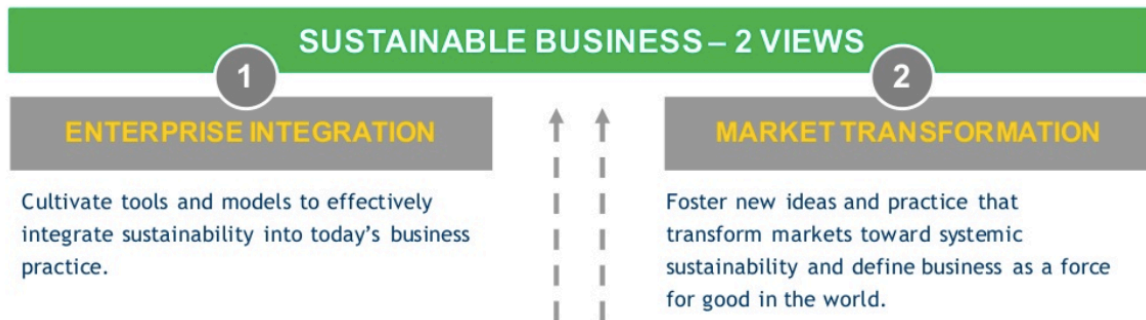 SUSTAINABLE BUSINESS – 2 VIEWS
1
ENTERPRISE INTEGRATION
Cultivate tools and models to effectively
integrate sustainability into today’s business
practice.
2
MARKET TRANSFORMATION
Foster new ideas and practice that
transform markets toward systemic
sustainability and define business as a force
for good in the world.